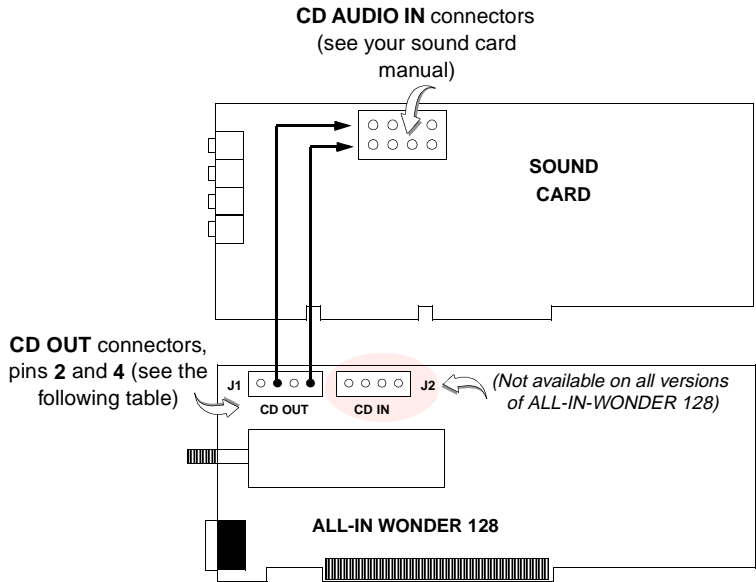 CD AUDIO IN connectors
(see your sound card
manual)
SOUND
CARD
CD OUT connectors,
pins 2 and 4 (see the
following table)
J1
CD OUT
CD IN
J2
(Not available on all versions
of ALL-IN-WONDER 128)
ALL-IN WONDER 128